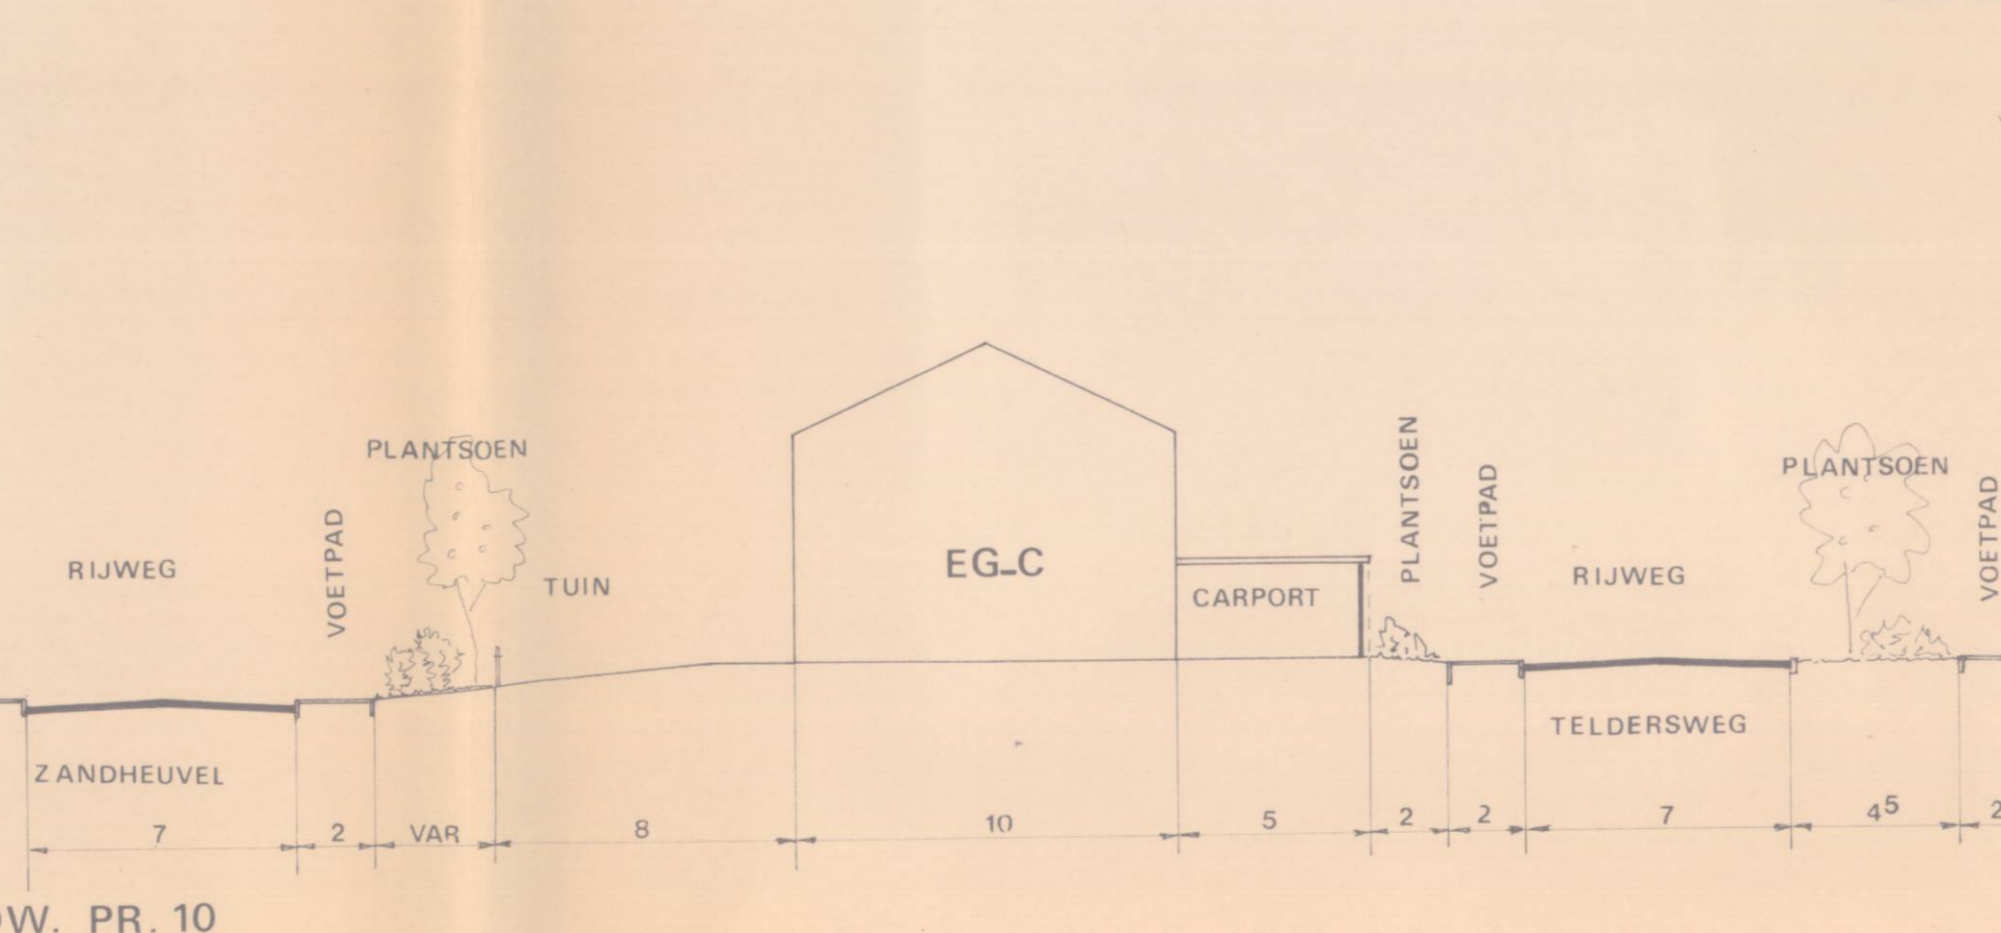 PLANTSOEN
PLANTSOEN
PLANTSOEN
VOETPAD
VOETPAD
VOETPAD
RIJWEG
TUIN
EG-C
CARPORT
RIJWEG
ZANDHEUVEL
TELDERSWEG
7 2 VAR 8 10 5 2 2 7 4⁵ 2
W. PR. 10